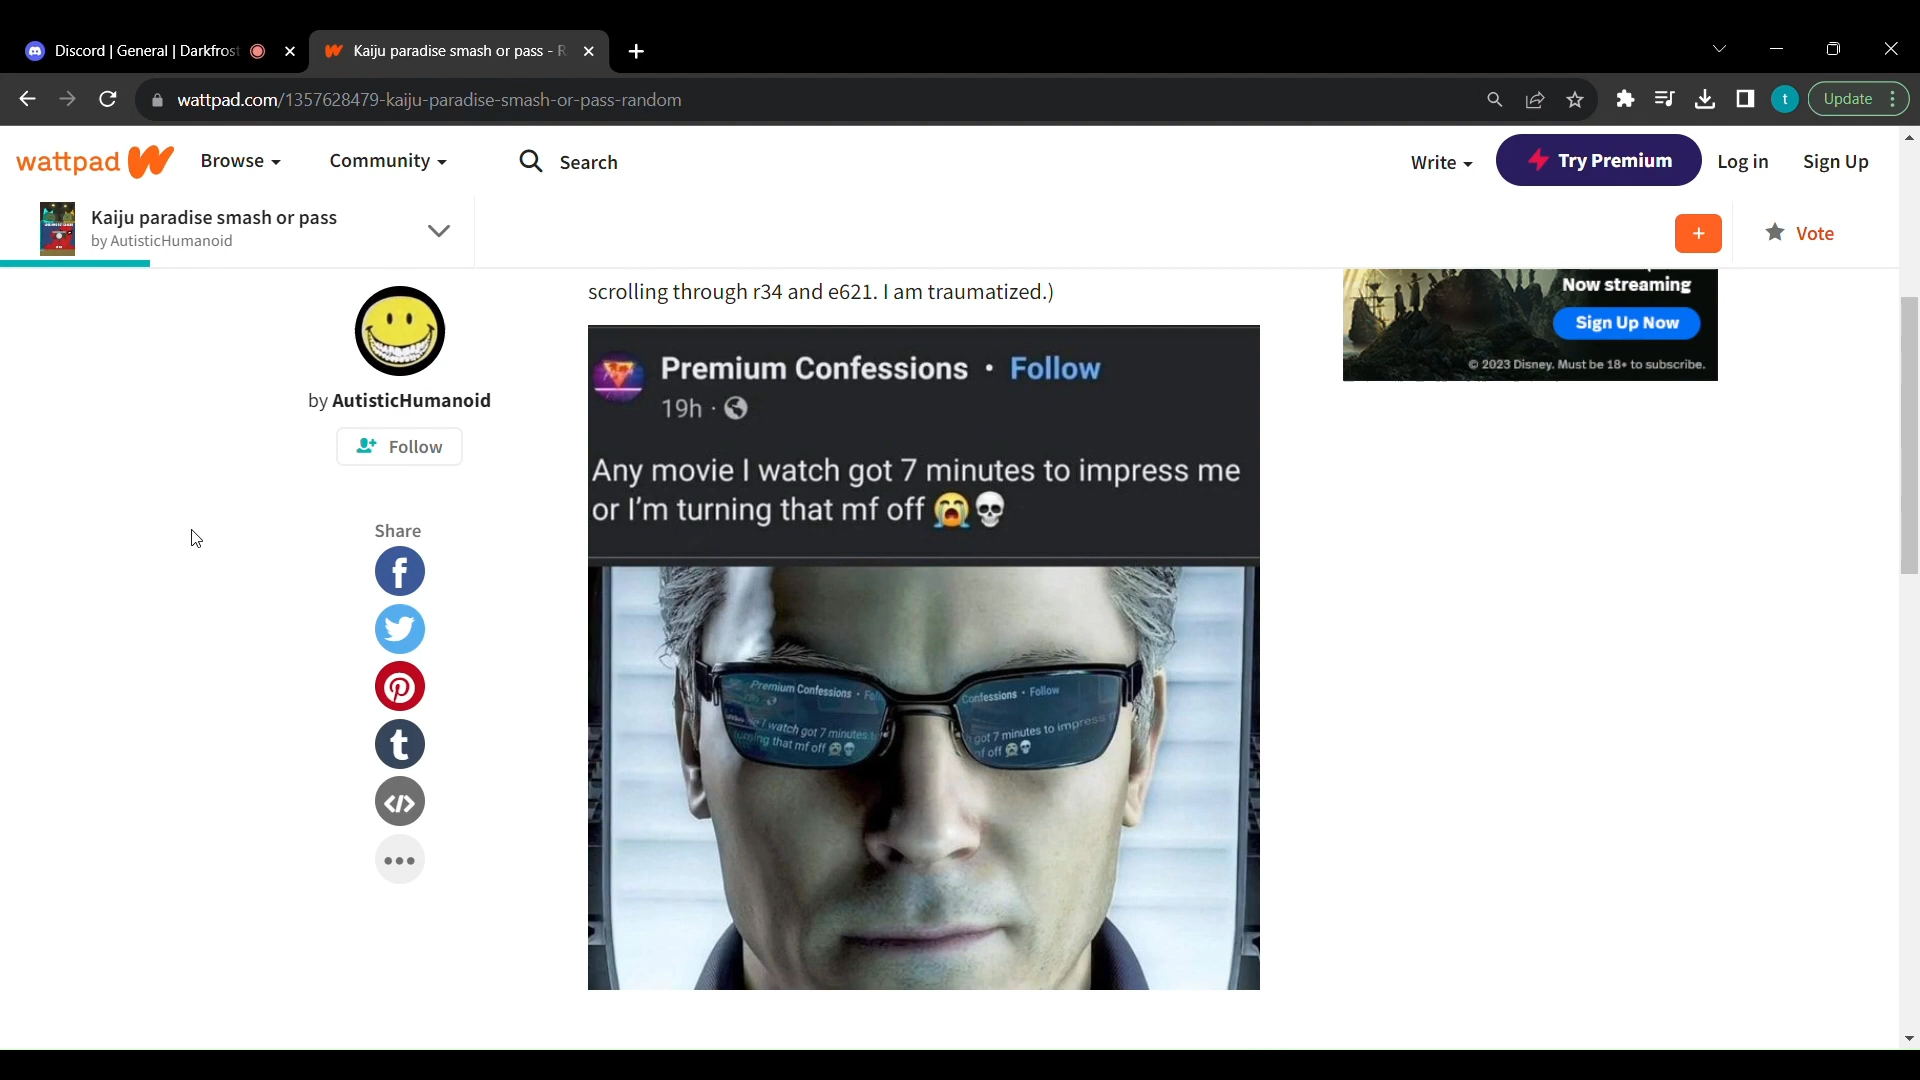 Discord | General | Darkfrost
Kaiju paradise smash or pass - R
wattpad.com/1357628479-kaiju-paradise-smash-or-pass-random
t
Update
wattpad
Browse
Community
Search
Write
Try Premium
Log in
Sign Up
Kaiju paradise smash or pass
by AutisticHumanoid
+
Vote
scrolling through r34 and e621. I am traumatized.)
Now streaming
Sign Up Now
© 2023 Disney. Must be 18+ to subscribe.
by AutisticHumanoid
Follow
Share
Premium Confessions · Follow
19h ·
Any movie I watch got 7 minutes to impress me
or I'm turning that mf off 😭💀
Premium Confessions · Fol
I watch got 7 minutes t
turning that mf off 😭💀
Confessions · Follow
got 7 minutes to impress
mf off 😭💀